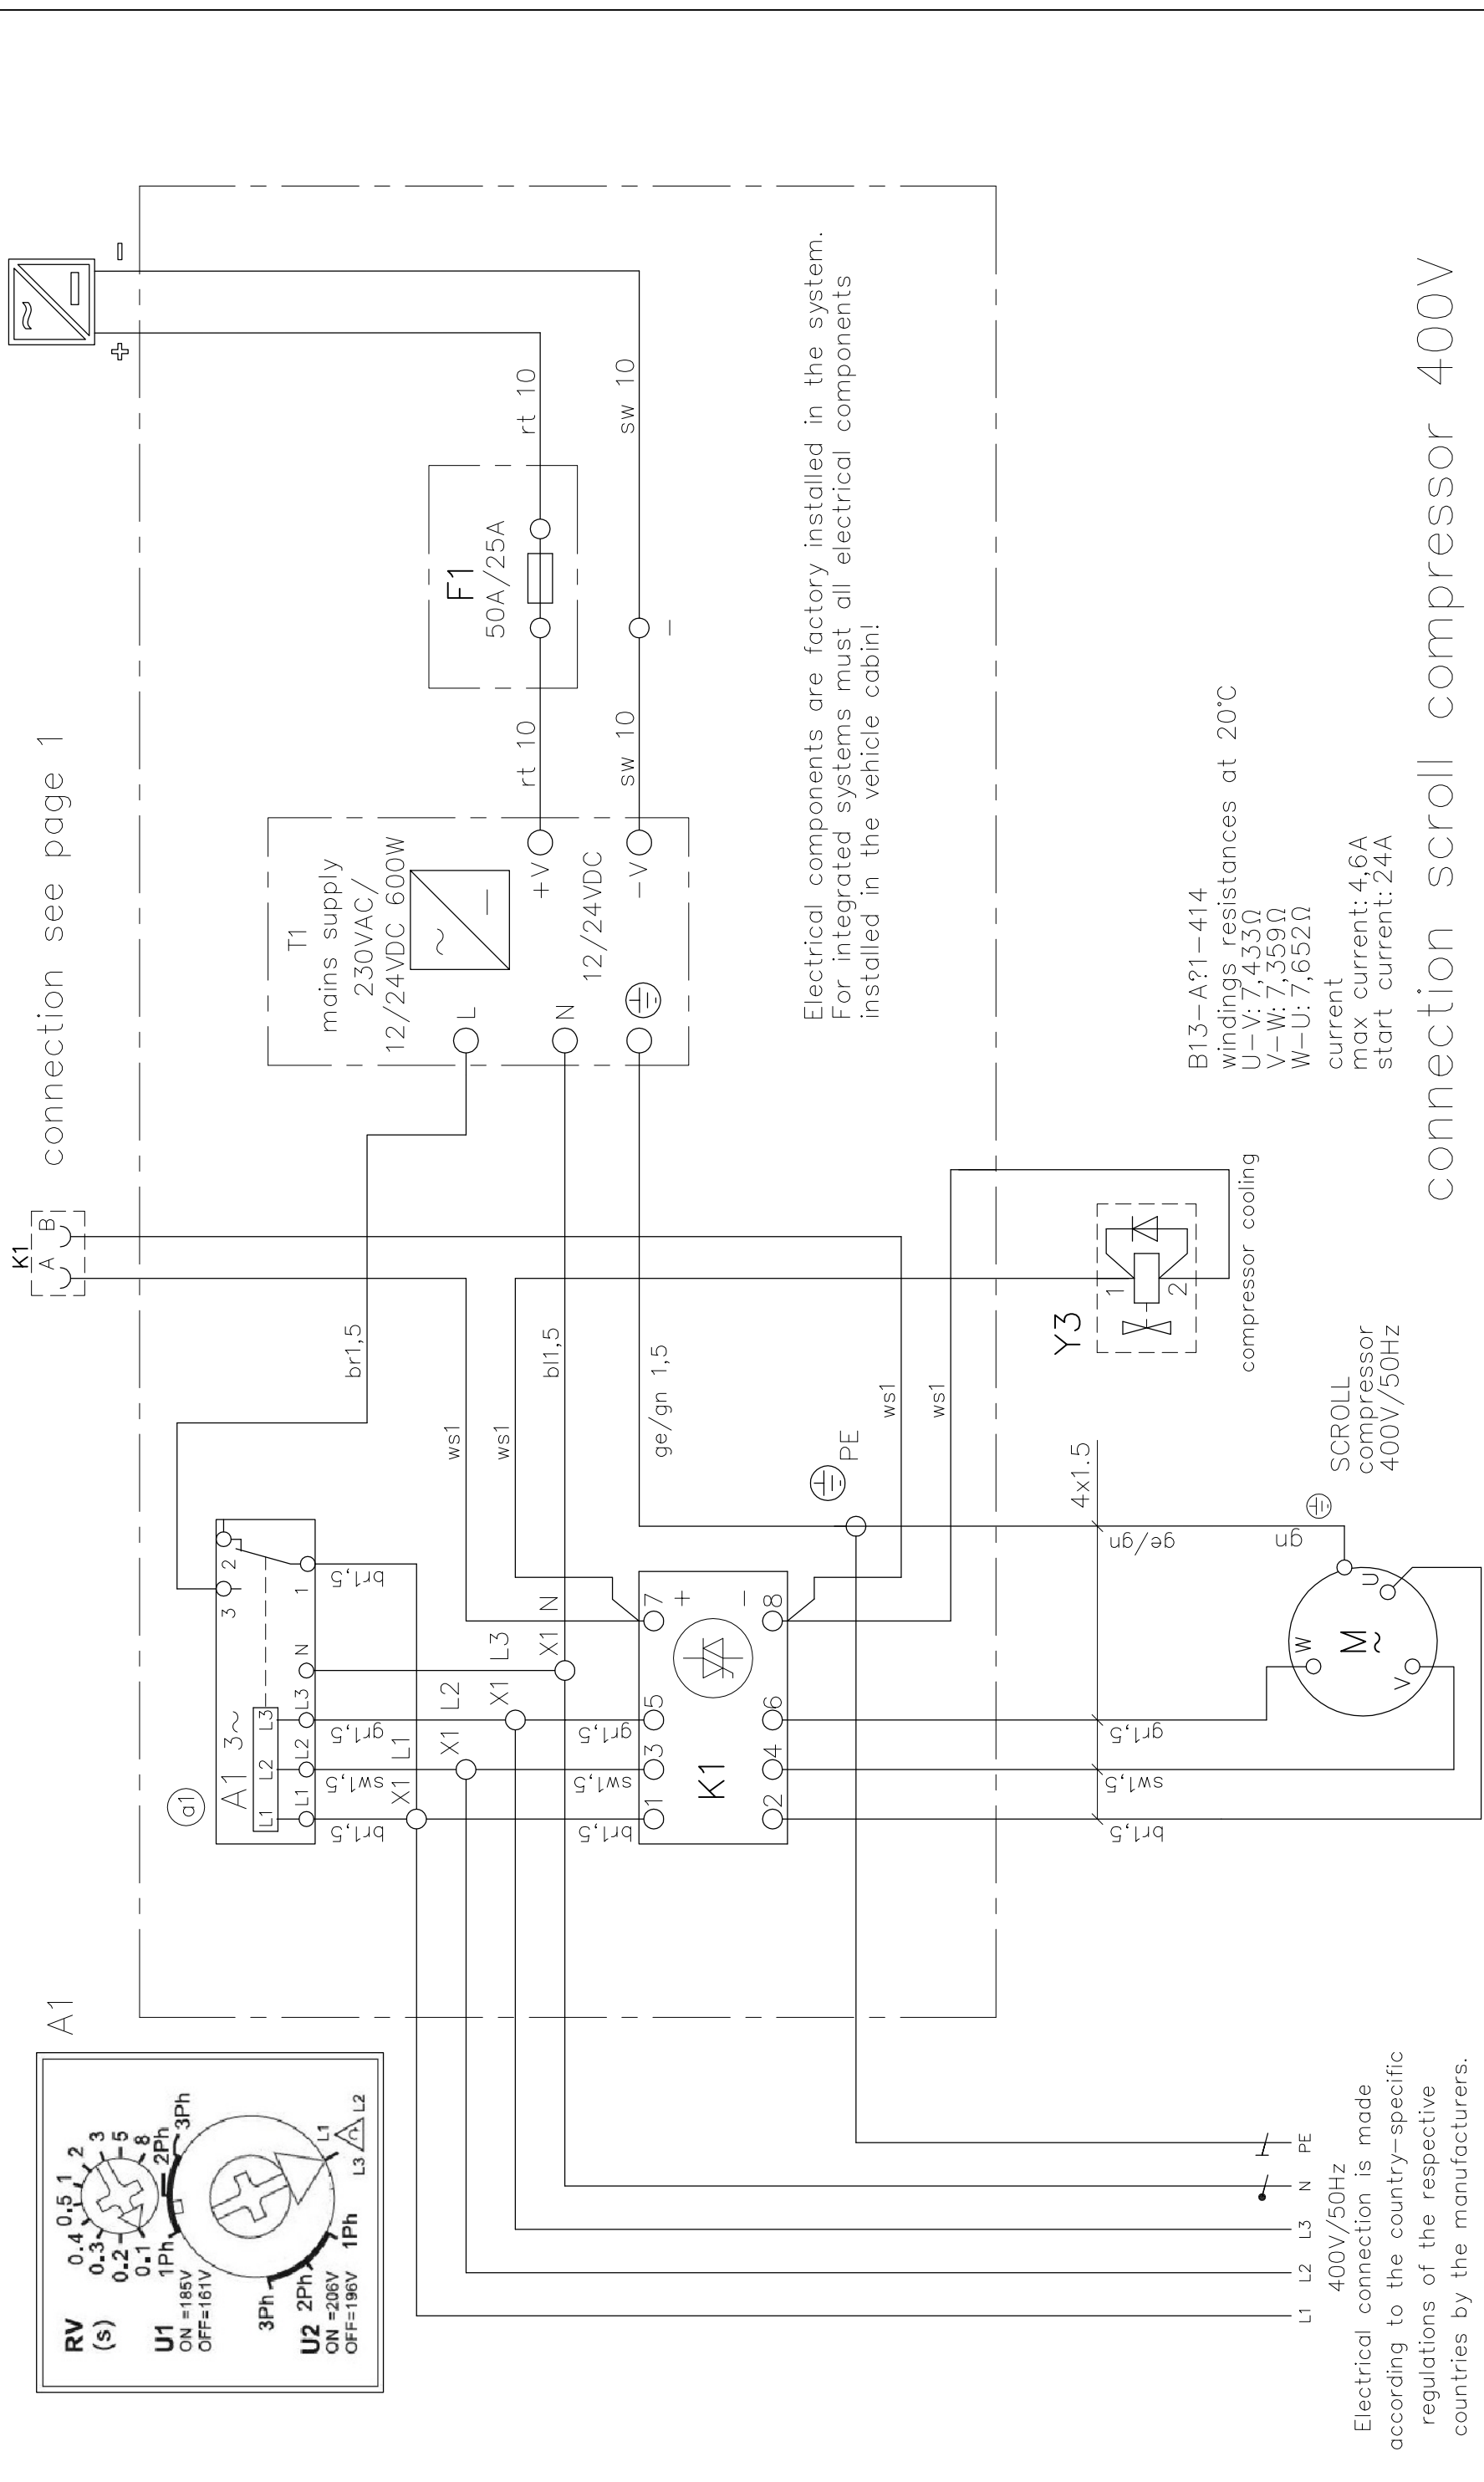 connection see page 1
K1
A B
+ -
A1
RV
(s)
0.1 0.2 0.3 0.4 0.5 1 2 3 5 8
U1
ON =185V
OFF=161V
1Ph 2Ph 3Ph
3Ph 2Ph 1Ph
U2
ON =206V
OFF=196V
L1
L3 L2
a1
A1 3~
L1 L2 L3
L1 L2 L3 N 1
3 2
br1,5 sw1,5 gr1,5 br1,5
X1 L1
X1 L2
X1 L3
X1 N
br1,5 sw1,5 gr1,5
br1,5
ws1
ws1
bl1,5
ge/gn 1,5
T1
mains supply
230VAC/
12/24VDC 600W
~
L
N
+V
12/24VDC
-V
rt 10
sw 10
F1
50A/25A
rt 10
sw 10
-
1 3 5 7
K1
+
-
2 4 6 8
PE
ws1
ws1
Electrical components are factory installed in the system.
For integrated systems must all electrical components
installed in the vehicle cabin!
Y3
1
2
compressor cooling
4x1.5
br1,5 sw1,5 gr1,5 ge/gn
gn
W
U
V
M
~
SCROLL
compressor
400V/50Hz
B13-A?1-414
windings resistances at 20°C
U-V: 7,433Ω
V-W: 7,359Ω
W-U: 7,652Ω
current
max current: 4,6A
start current: 24A
L1 L2 L3 N PE
400V/50Hz
Electrical connection is made
according to the country-specific
regulations of the respective
countries by the manufacturers.
connection scroll compressor 400V